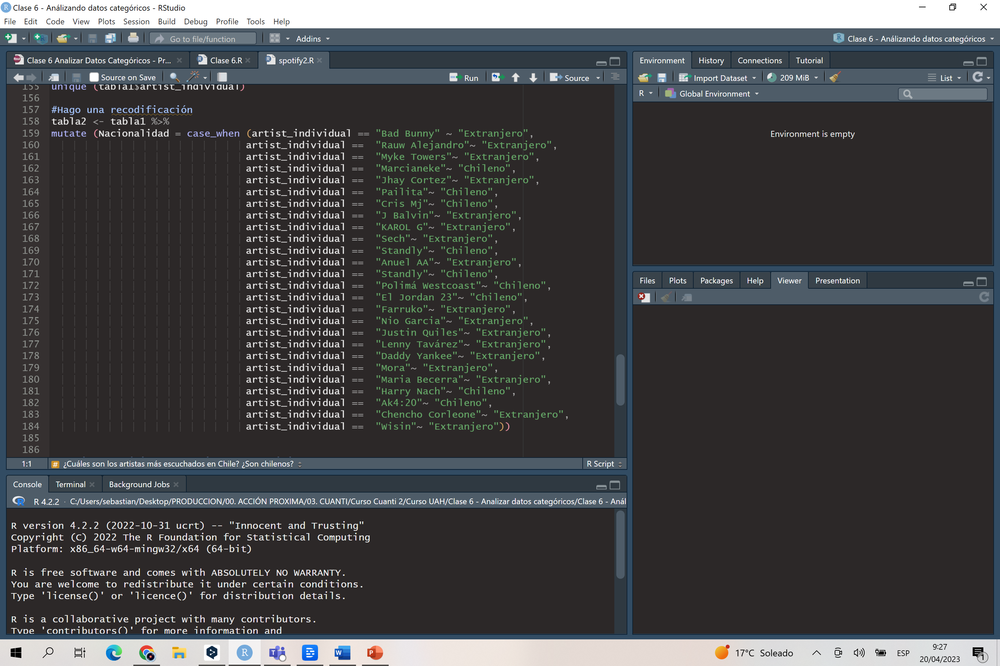 Clase 6 - Análizando datos categóricos - RStudio
File Edit Code View Plots Session Build Debug Profile Tools Help
Go to file/function Addins Clase 6 - Análizando datos categóricos
Clase 6 Analizar Datos Categóricos - Pr... Clase 6.R spotify2.R
Source on Save Run Source
155 unique (tabla1$artist_individual)
156
157 #Hago una recodificación
158 tabla2 <- tabla1 %>%
159 mutate (Nacionalidad = case_when (artist_individual == "Bad Bunny" ~ "Extranjero",
160 artist_individual == "Rauw Alejandro"~ "Extranjero",
161 artist_individual == "Myke Towers"~ "Extranjero",
162 artist_individual == "Marcianeke"~ "Chileno",
163 artist_individual == "Jhay Cortez"~ "Extranjero",
164 artist_individual == "Pailita"~ "Chileno",
165 artist_individual == "Cris Mj"~ "Chileno",
166 artist_individual == "J Balvin"~ "Extranjero",
167 artist_individual == "KAROL G"~ "Extranjero",
168 artist_individual == "Sech"~ "Extranjero",
169 artist_individual == "Standly"~ "Chileno",
170 artist_individual == "Anuel AA"~ "Extranjero",
171 artist_individual == "Standly"~ "Chileno",
172 artist_individual == "Polimá Westcoast"~ "Chileno",
173 artist_individual == "El Jordan 23"~ "Chileno",
174 artist_individual == "Farruko"~ "Extranjero",
175 artist_individual == "Nio Garcia"~ "Extranjero",
176 artist_individual == "Justin Quiles"~ "Extranjero",
177 artist_individual == "Lenny Tavárez"~ "Extranjero",
178 artist_individual == "Daddy Yankee"~ "Extranjero",
179 artist_individual == "Mora"~ "Extranjero",
180 artist_individual == "Maria Becerra"~ "Extranjero",
181 artist_individual == "Harry Nach"~ "Chileno",
182 artist_individual == "Ak4:20"~ "Chileno",
183 artist_individual == "Chencho Corleone"~ "Extranjero",
184 artist_individual == "Wisin"~ "Extranjero"))
185
186
1:1 # ¿Cuáles son los artistas más escuchados en Chile? ¿Son chilenos? R Script
Console Terminal Background Jobs
R 4.2.2 · C:/Users/sebastian/Desktop/PRODUCCION/00. ACCIÓN PROXIMA/03. CUANTI/Curso Cuanti 2/Curso UAH/Clase 6 - Analizar datos categóricos/Clase 6 - Anál
R version 4.2.2 (2022-10-31 ucrt) -- "Innocent and Trusting"
Copyright (C) 2022 The R Foundation for Statistical Computing
Platform: x86_64-w64-mingw32/x64 (64-bit)
R is free software and comes with ABSOLUTELY NO WARRANTY.
You are welcome to redistribute it under certain conditions.
Type 'license()' or 'licence()' for distribution details.
R is a collaborative project with many contributors.
Type 'contributors()' for more information and
Environment History Connections Tutorial
Import Dataset 209 MiB List
R Global Environment
Environment is empty
Files Plots Packages Help Viewer Presentation
17°C Soleado ESP 9:27
20/04/2023 1